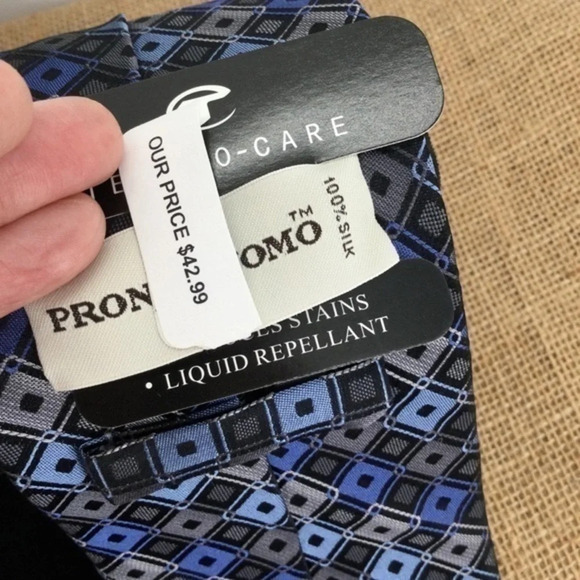 O-CARE
OUR PRICE $42.99
PRON OMO™
100% SILK
STAINS
• LIQUID REPELLANT